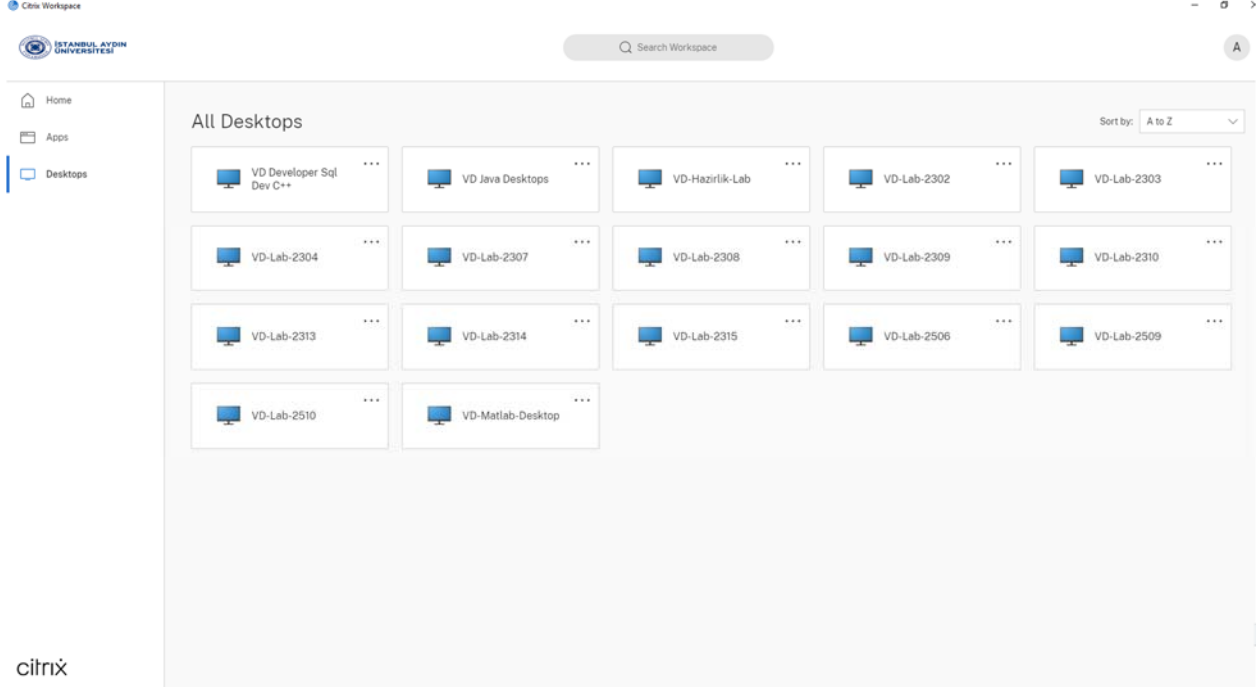 Citrix Workspace
İSTANBUL AYDIN
ÜNİVERSİTESİ
Search Workspace
A
Home
Apps
Desktops
All Desktops
Sort by: A to Z
VD Developer Sql
Dev C++
VD Java Desktops
VD-Hazirlik-Lab
VD-Lab-2302
VD-Lab-2303
VD-Lab-2304
VD-Lab-2307
VD-Lab-2308
VD-Lab-2309
VD-Lab-2310
VD-Lab-2313
VD-Lab-2314
VD-Lab-2315
VD-Lab-2506
VD-Lab-2509
VD-Lab-2510
VD-Matlab-Desktop
citrix